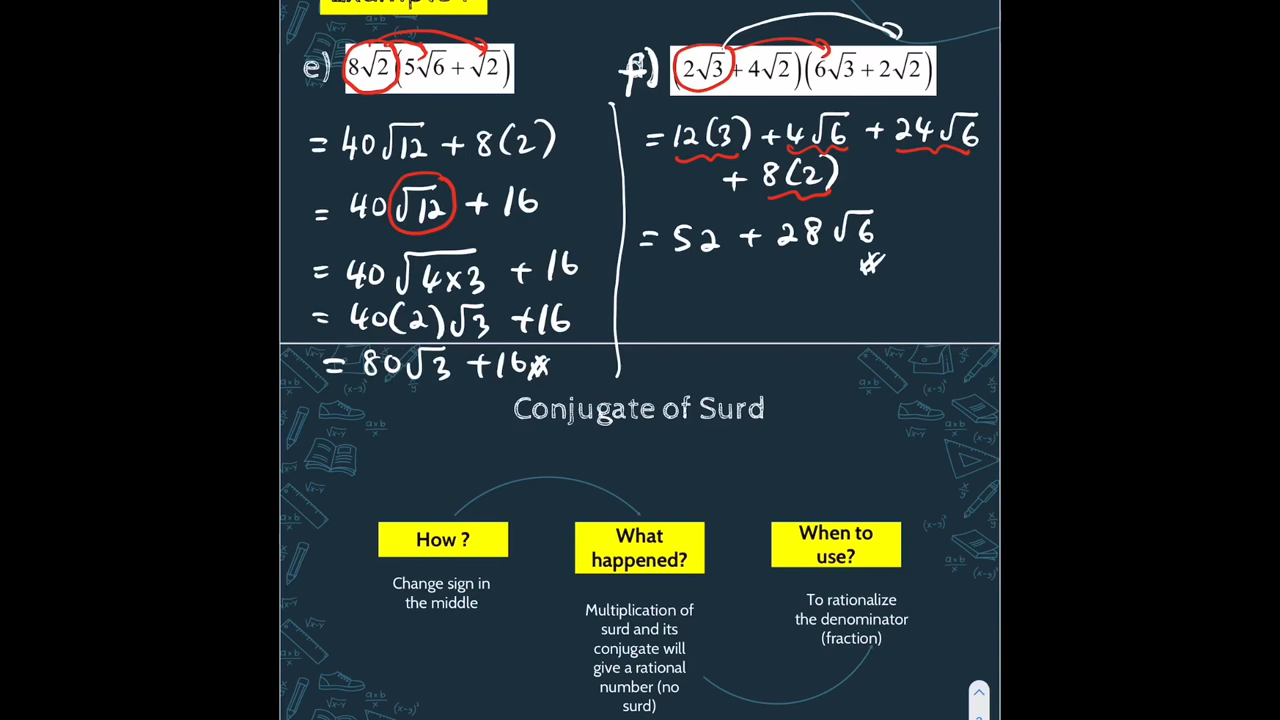 Example :
e) 8√2(5√6 + √2)
= 40√12 + 8(2)
= 40√12 + 16
= 40√4x3 + 16
= 40(2)√3 + 16
= 80√3 + 16
f) (2√3 + 4√2)(6√3 + 2√2)
= 12(3) + 4√6 + 24√6
+ 8(2)
= 52 + 28√6
Conjugate of Surd
How ?
Change sign in
the middle
What
happened?
Multiplication of
surd and its
conjugate will
give a rational
number (no
surd)
When to
use?
To rationalize
the denominator
(fraction)